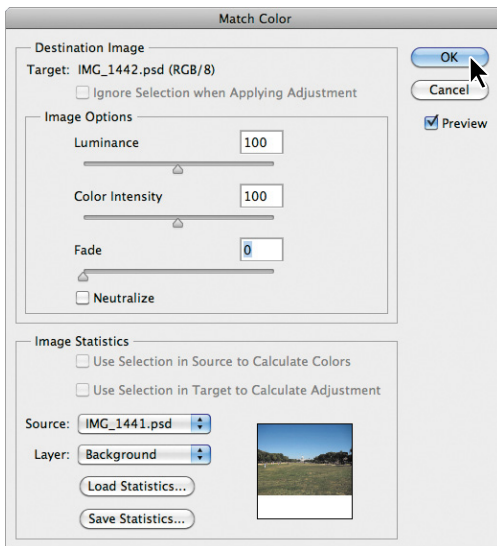 Match Color
Destination Image
Target: IMG_1442.psd (RGB/8)
Ignore Selection when Applying Adjustment
Image Options
Luminance 100
Color Intensity 100
Fade 0
Neutralize
OK
Cancel
Preview
Image Statistics
Use Selection in Source to Calculate Colors
Use Selection in Target to Calculate Adjustment
Source: IMG_1441.psd
Layer: Background
Load Statistics...
Save Statistics...